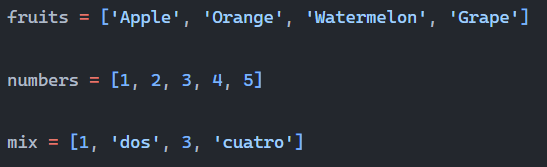 fruits = ['Apple', 'Orange', 'Watermelon', 'Grape']
numbers = [1, 2, 3, 4, 5]
mix = [1, 'dos', 3, 'cuatro']